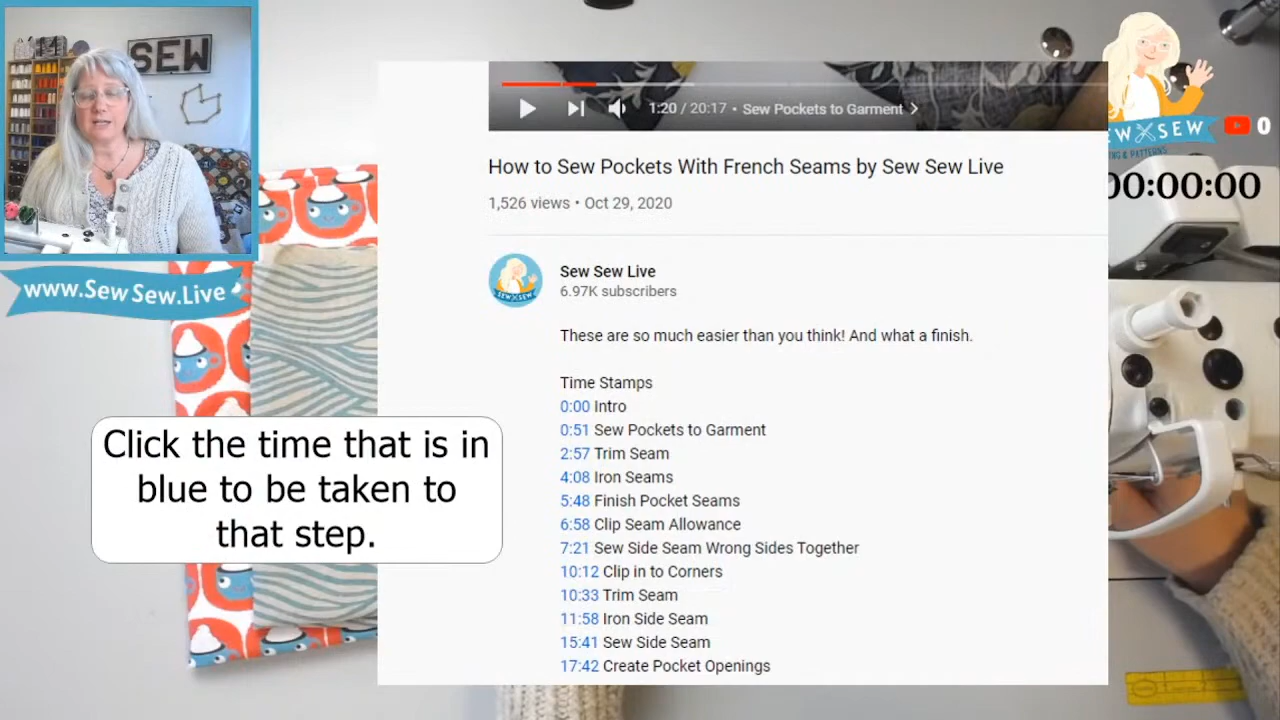 SEW
www.SewSew.Live
1:20 / 20:17 • Sew Pockets to Garment >
How to Sew Pockets With French Seams by Sew Sew Live
1,526 views • Oct 29, 2020
Sew Sew Live
6.97K subscribers
These are so much easier than you think! And what a finish.
Time Stamps
0:00 Intro
0:51 Sew Pockets to Garment
2:57 Trim Seam
4:08 Iron Seams
5:48 Finish Pocket Seams
6:58 Clip Seam Allowance
7:21 Sew Side Seam Wrong Sides Together
10:12 Clip in to Corners
10:33 Trim Seam
11:58 Iron Side Seam
15:41 Sew Side Seam
17:42 Create Pocket Openings
Click the time that is in
blue to be taken to
that step.
SEW
0
& PATTERNS
00:00:00